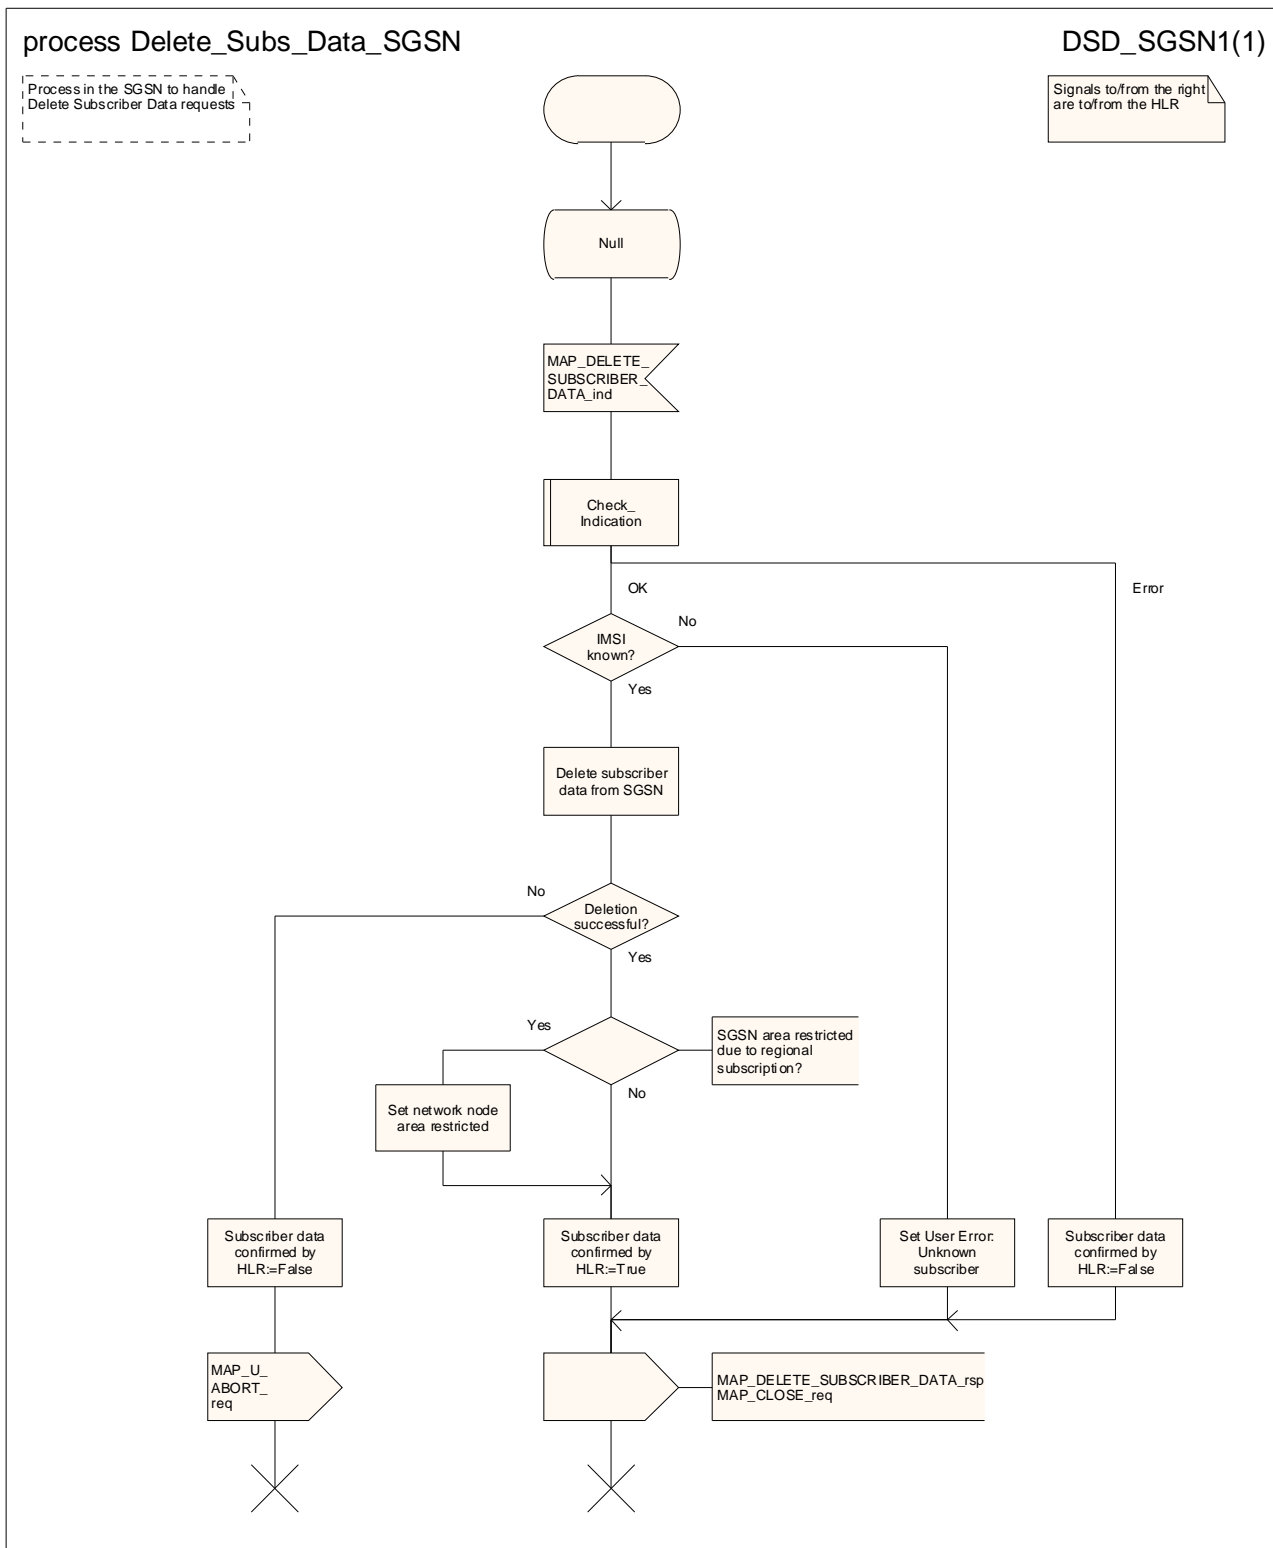 process Delete_Subs_Data_SGSN
DSD_SGSN1(1)
Process in the SGSN to handle
Delete Subscriber Data requests
Signals to/from the right
are to/from the HLR
Null
MAP_DELETE_
SUBSCRIBER_
DATA_ind
Check_
Indication
OK
Error
IMSI
known?
No
Yes
Delete subscriber
data from SGSN
No
Deletion
successful?
Yes
Yes
SGSN area restricted
due to regional
subscription?
No
Set network node
area restricted
Subscriber data
confirmed by
HLR:=False
Subscriber data
confirmed by
HLR:=True
Set User Error:
Unknown
subscriber
Subscriber data
confirmed by
HLR:=False
MAP_U_
ABORT_
req
MAP_DELETE_SUBSCRIBER_DATA_rsp
MAP_CLOSE_req